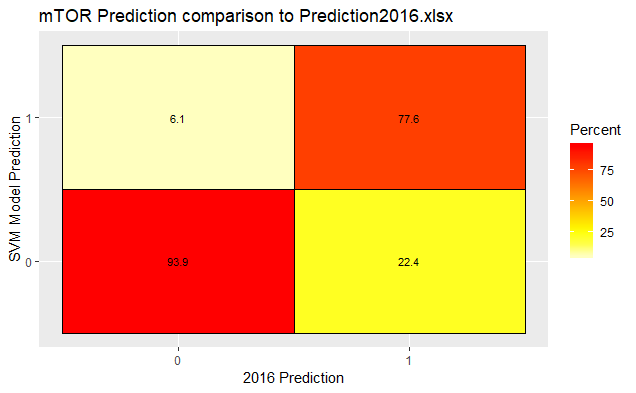 mTOR Prediction comparison to Prediction2016.xlsx
SVM Model Prediction
1
0
6.1
77.6
93.9
22.4
0
1
2016 Prediction
Percent
75
50
25